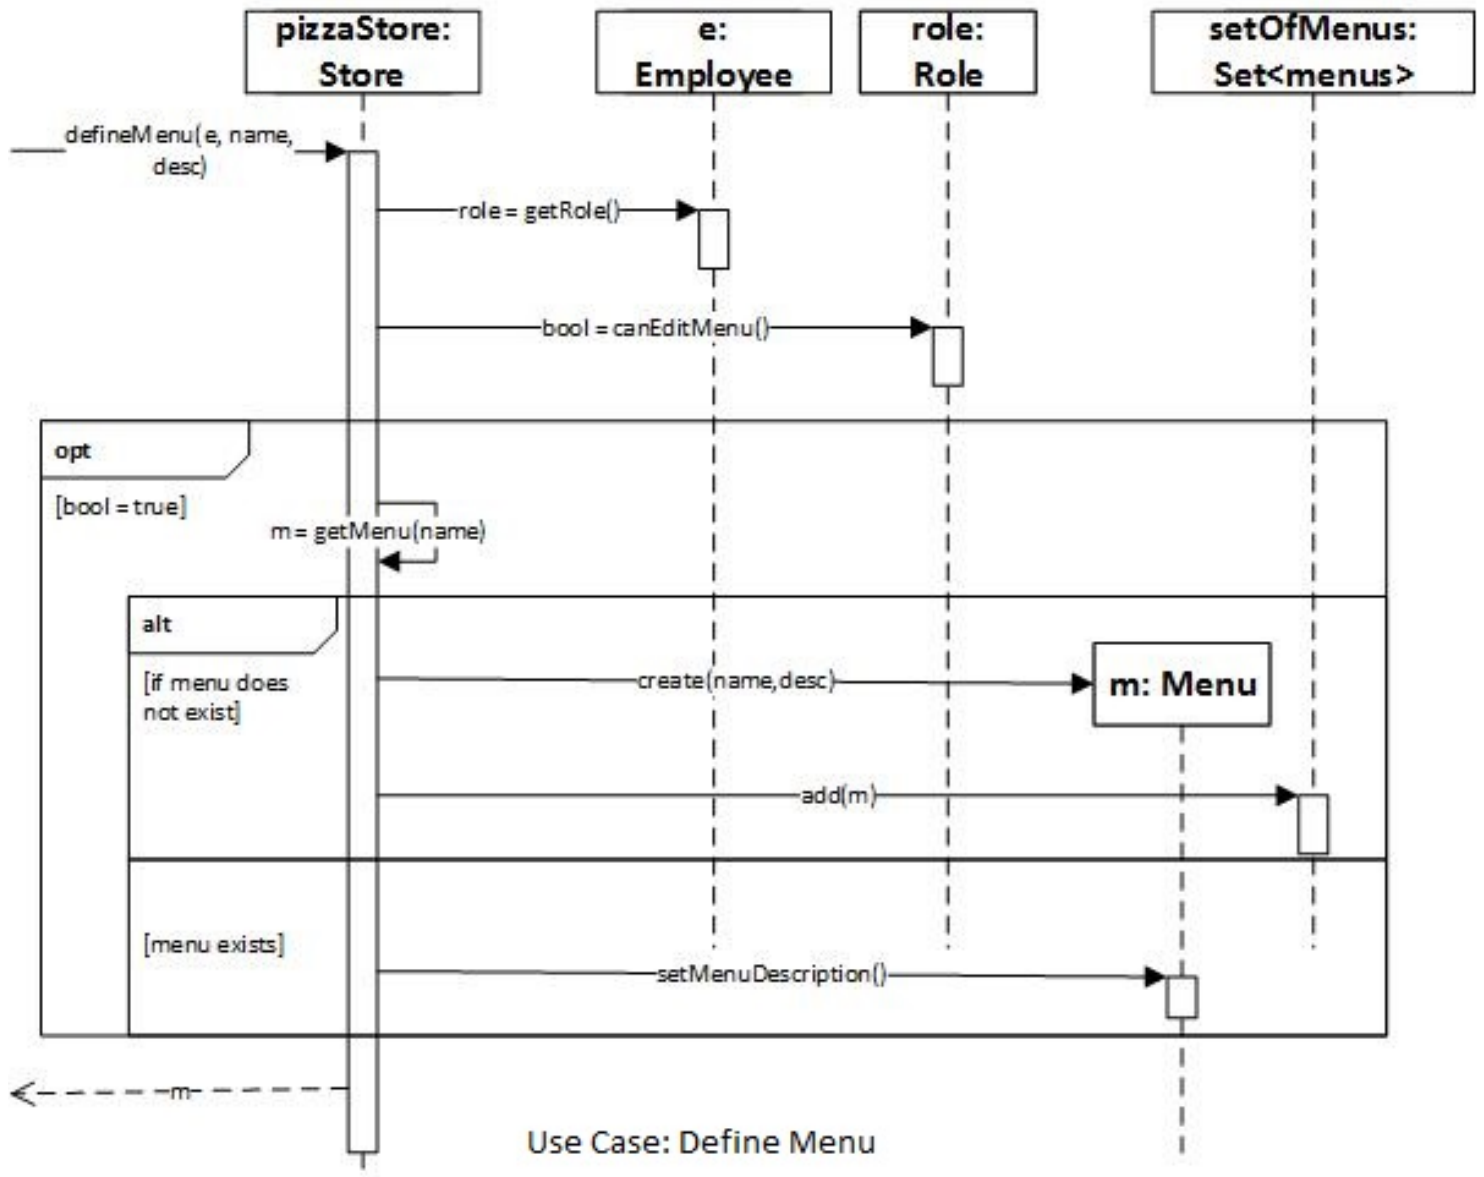 pizzaStore:
Store
e:
Employee
role:
Role
setOfMenus:
Set<menus>
defineMenu(e, name,
desc)
role = getRole()
bool = canEditMenu()
opt
[bool = true]
m = getMenu(name)
alt
[if menu does
not exist]
create(name,desc)
m: Menu
add(m)
[menu exists]
setMenuDescription()
m
Use Case: Define Menu